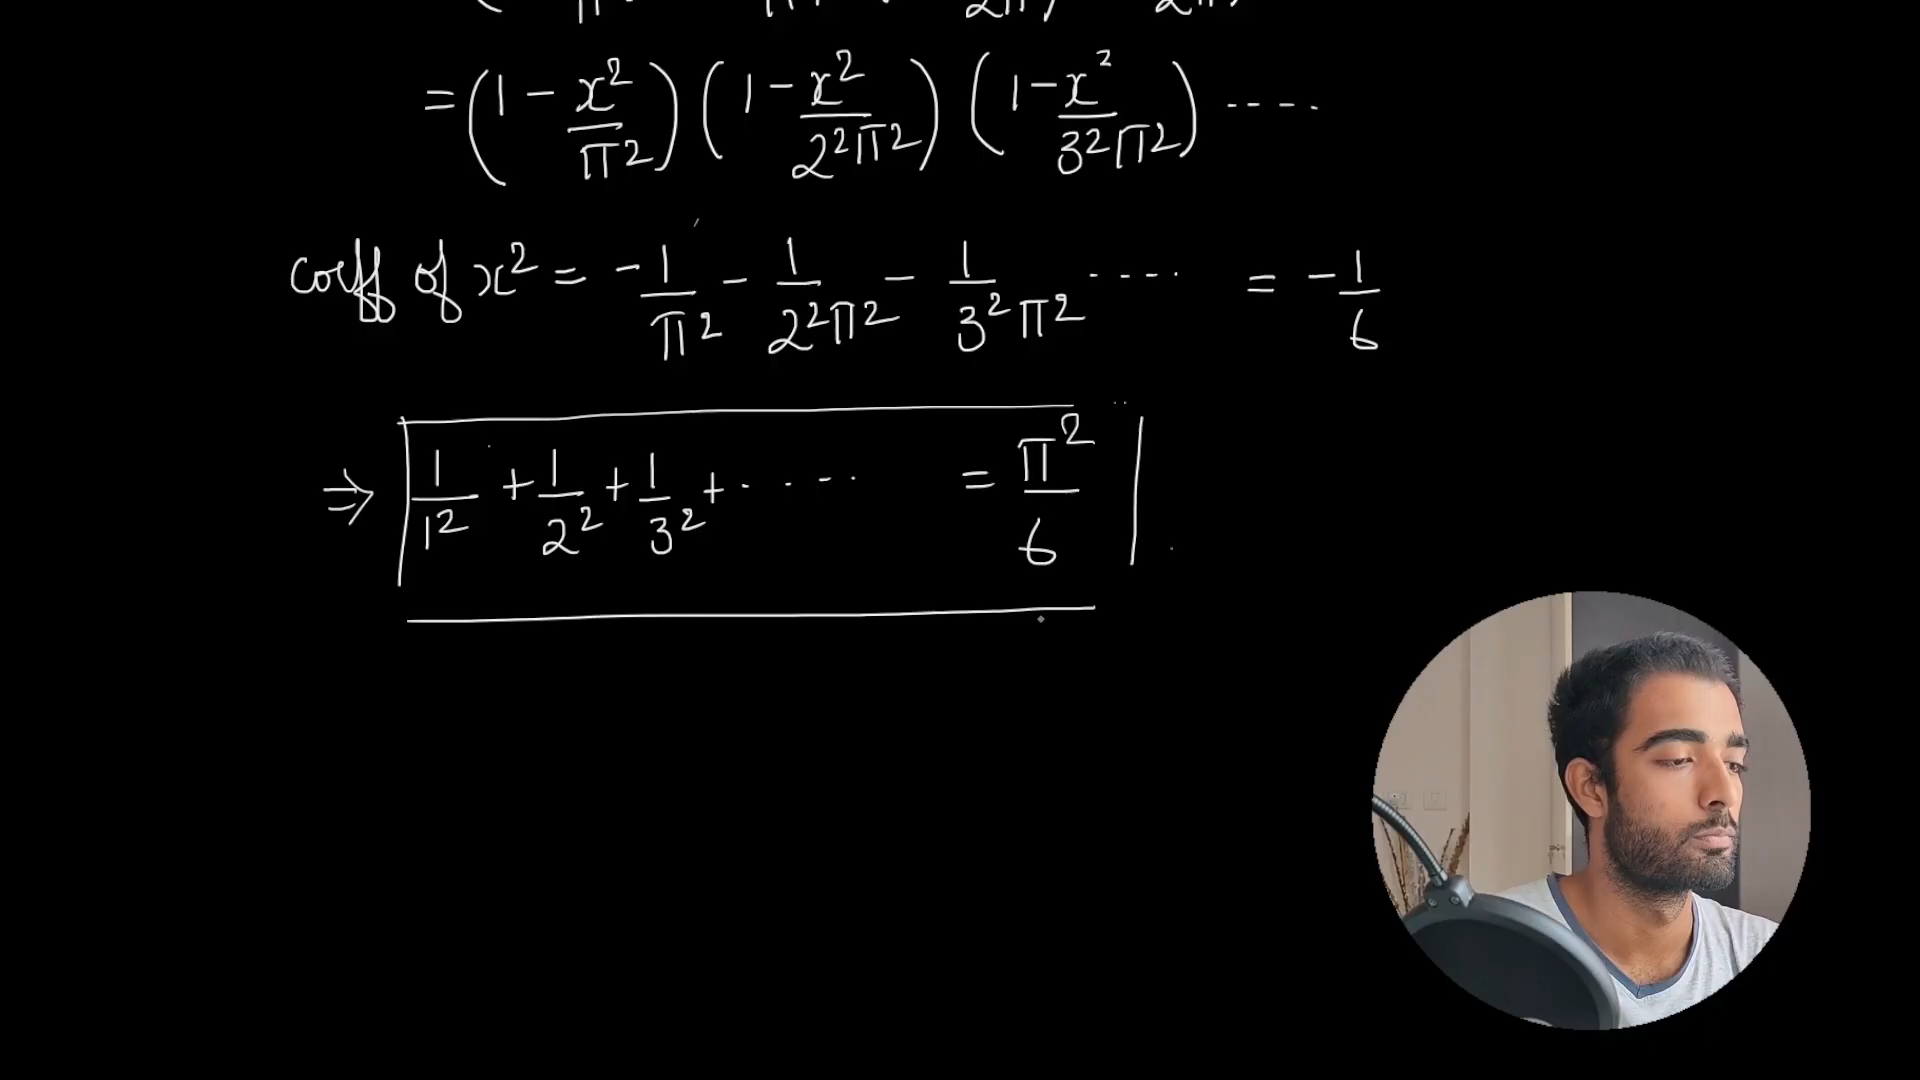 = (1 - x²/π²) (1 - x²/2²π²) (1 - x²/3²π²) ----
coeff of x² = - 1/π² - 1/2²π² - 1/3²π² ---- = - 1/6
⇒ 1/1² + 1/2² + 1/3² + ----- = π²/6